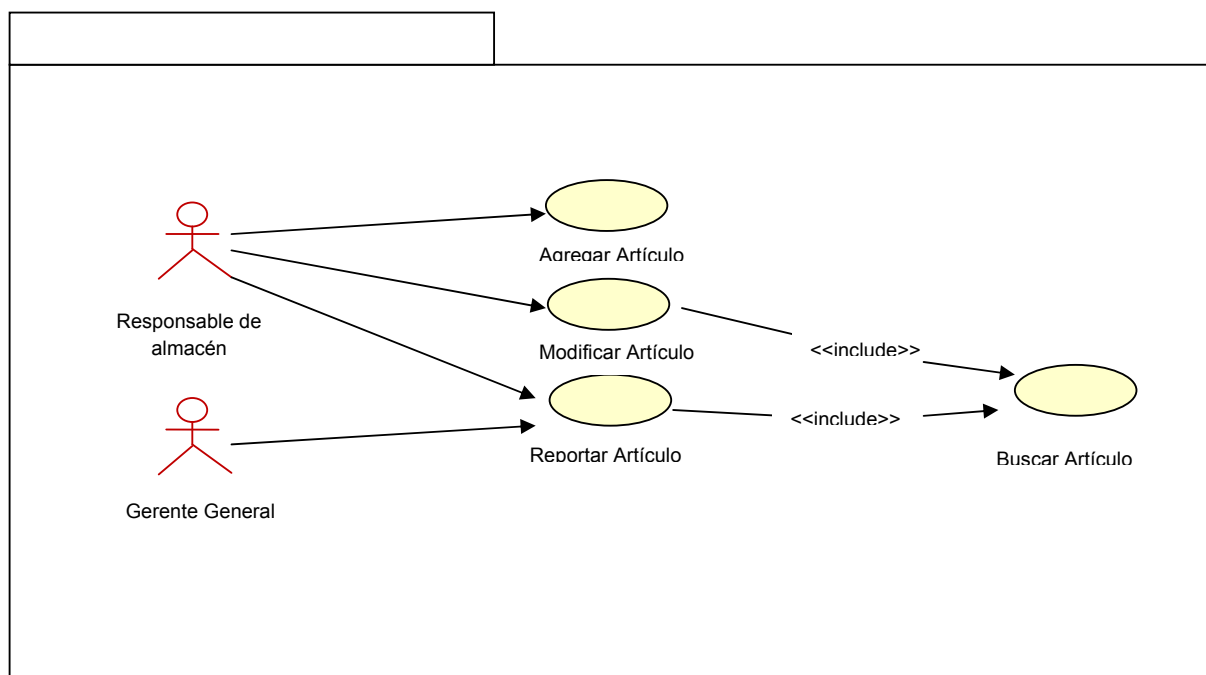 Agregar Artículo
Responsable de
almacén
Modificar Artículo
<<include>>
<<include>>
Reportar Artículo
Buscar Artículo
Gerente General